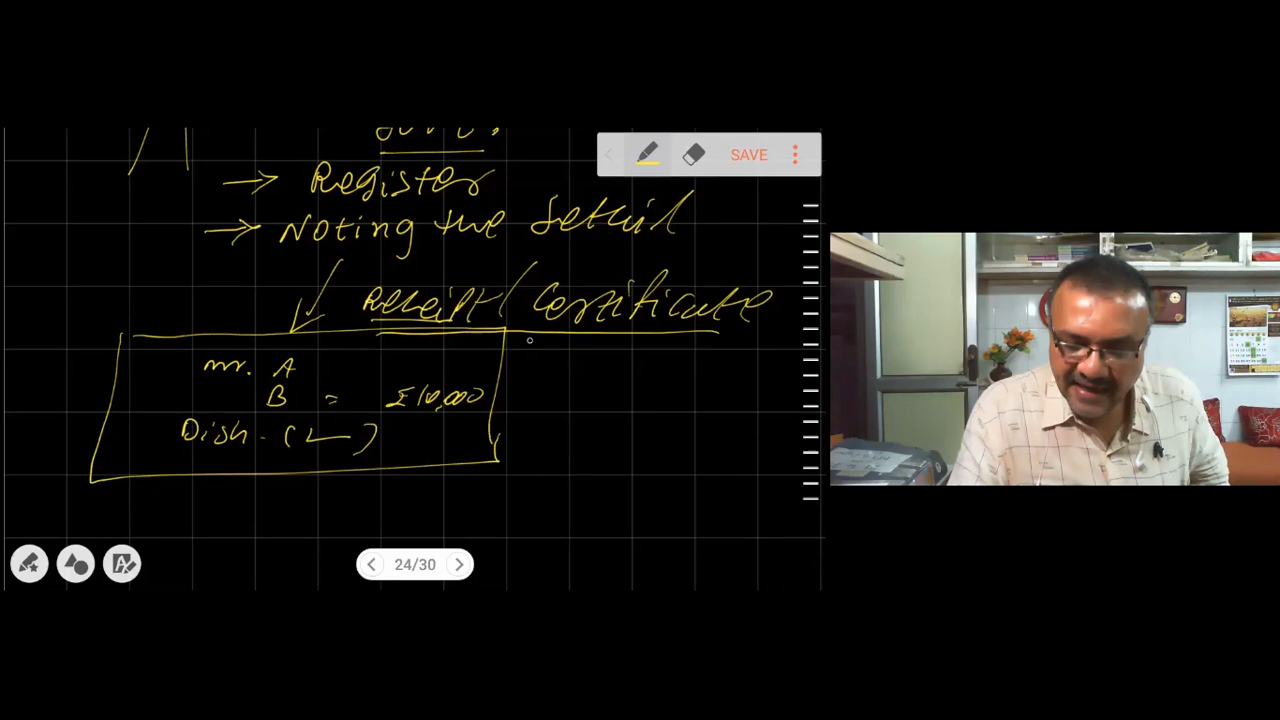 SAVE
→ Register
→ Noting the detail
Receipt / Certificate
mr. A
B = £10,000
Dish. ( )
24/30